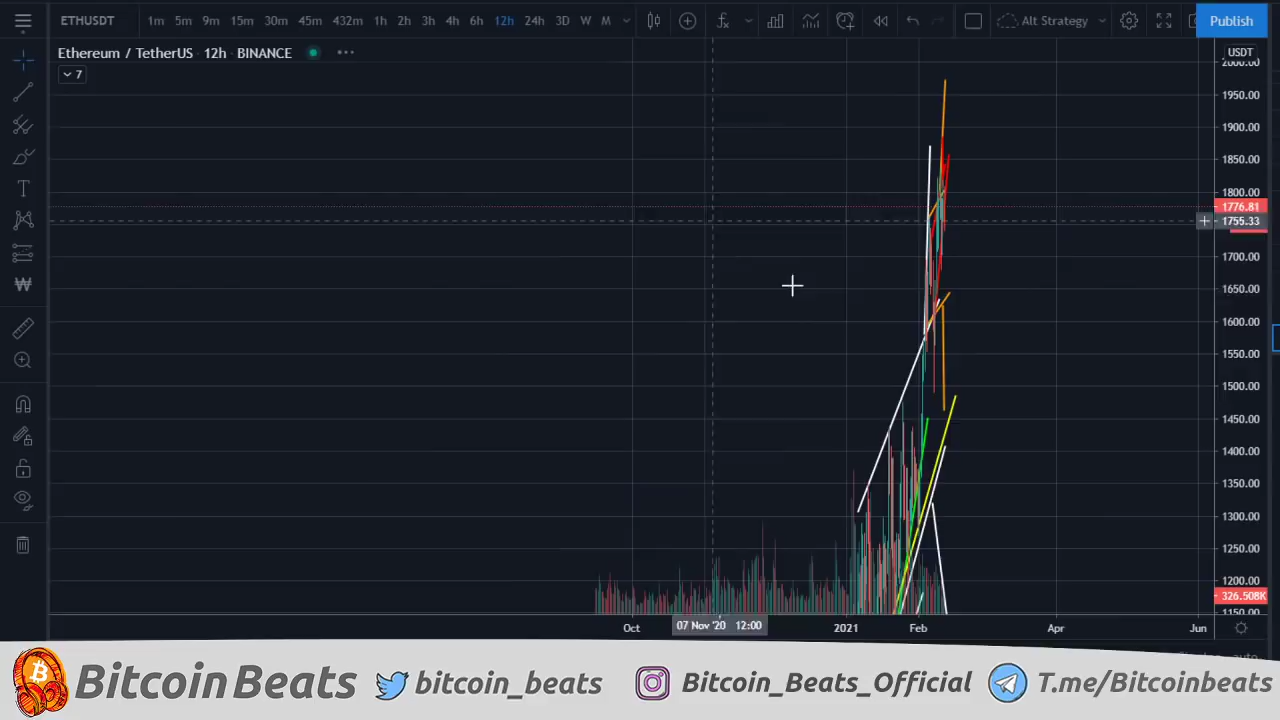 ETHUSDT 1m 5m 9m 15m 30m 45m 432m 1h 2h 3h 4h 6h 12h 24h 3D W M Alt Strategy Publish
Ethereum / TetherUS · 12h · BINANCE
USDT
7
2000.00
1950.00
1900.00
1850.00
1800.00
1776.81
1755.33
1700.00
1650.00
1600.00
1550.00
1500.00
1450.00
1400.00
1350.00
1300.00
1250.00
1200.00
326.508K
1150.00
Oct 07 Nov '20 12:00 2021 Feb Apr Jun
auto
BitcoinBeats bitcoin_beats Bitcoin_Beats_Official T.me/Bitcoinbeats